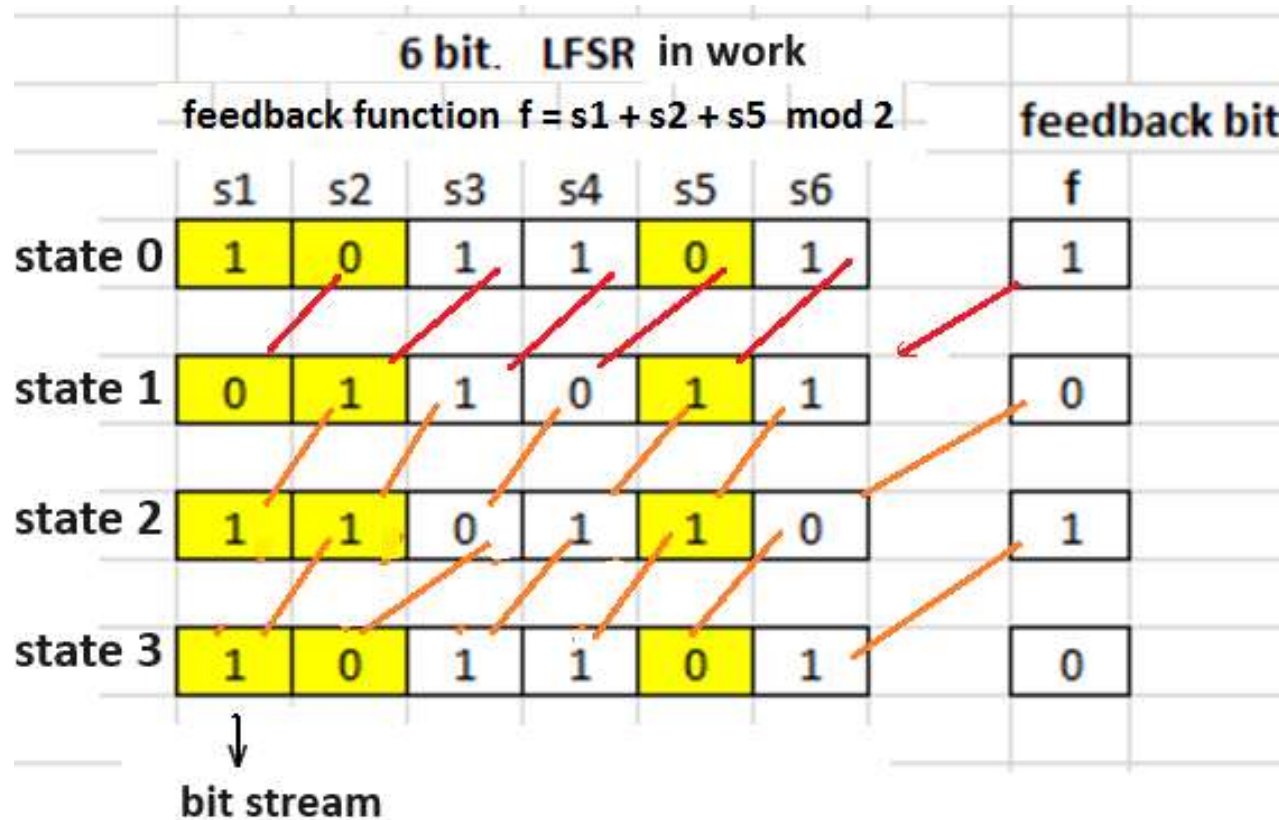 6 bit. LFSR in work
feedback function f = s1 + s2 + s5 mod 2 feedback bit
s1 s2 s3 s4 s5 s6 f
state 0 1 0 1 1 0 1 1
state 1 0 1 1 0 1 1 0
state 2 1 1 0 1 1 0 1
state 3 1 0 1 1 0 1 0
bit stream